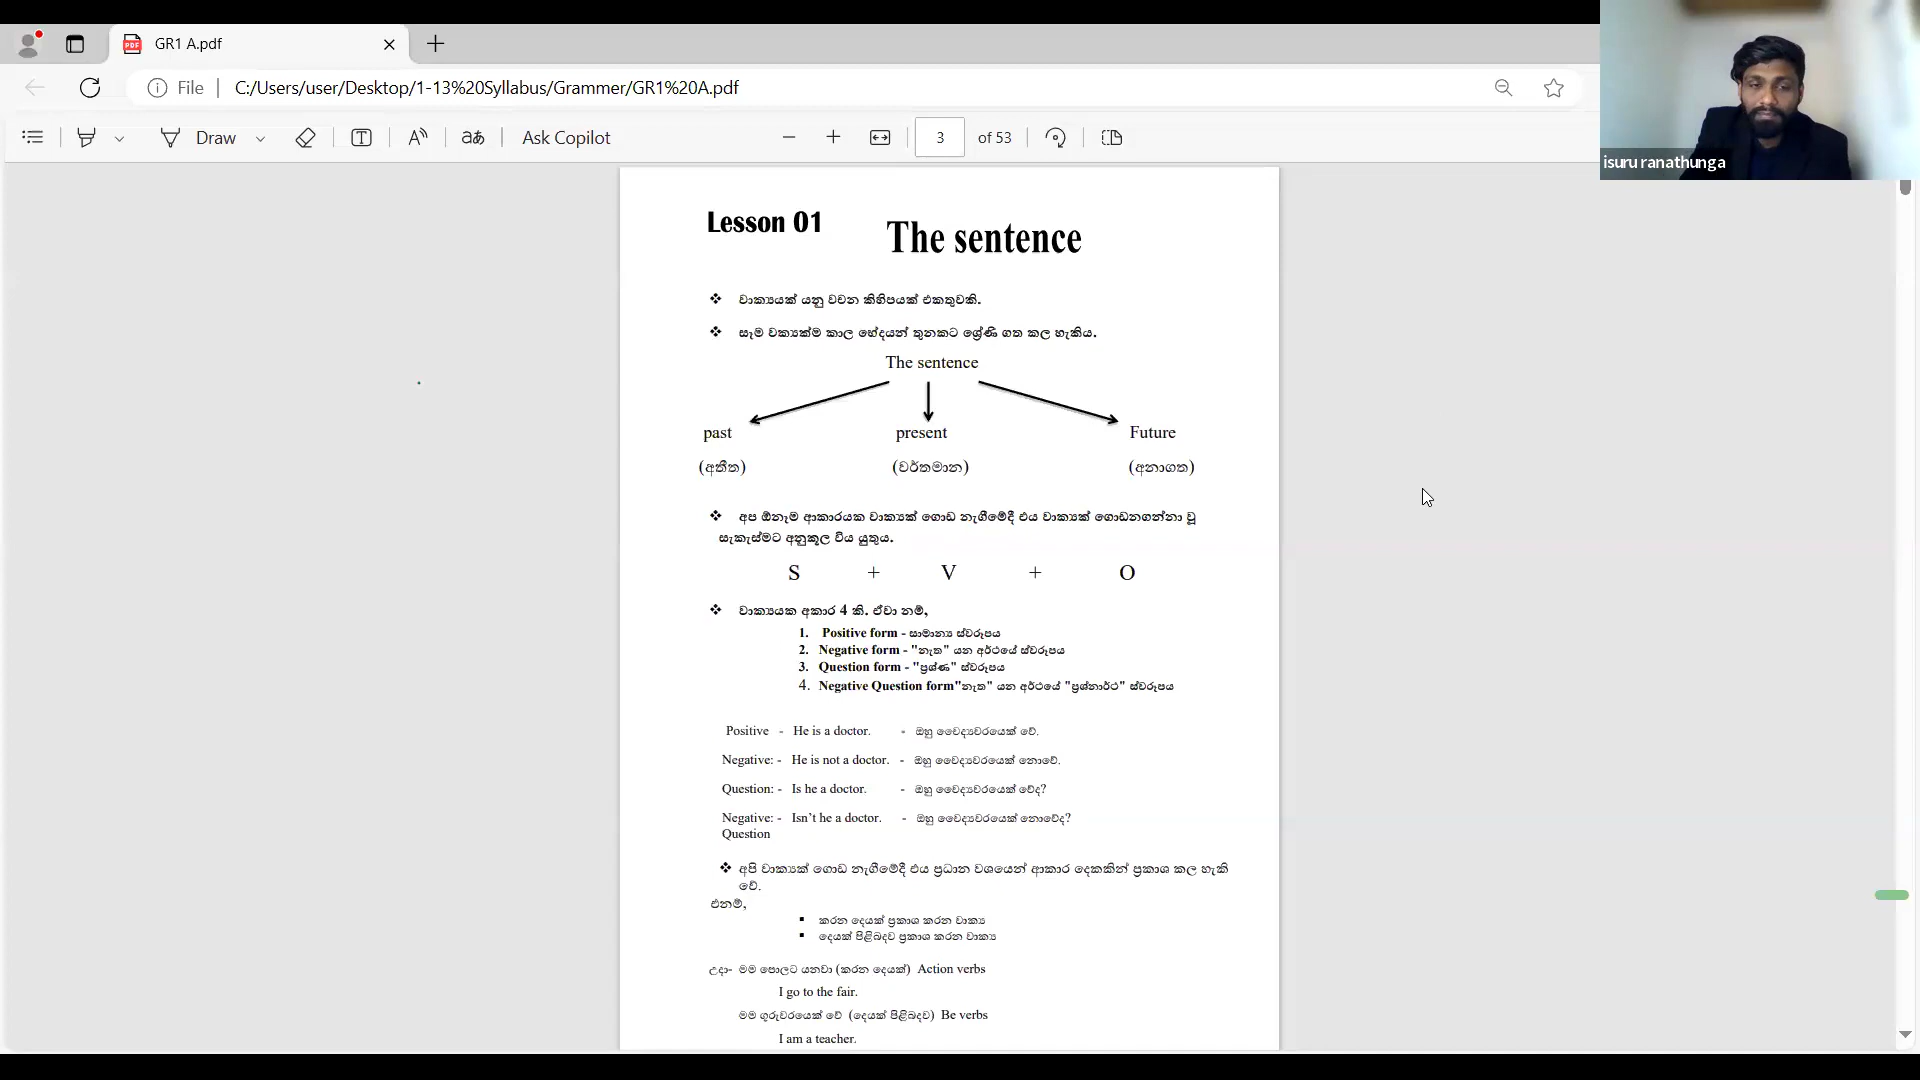 GR1 A.pdf
File C:/Users/user/Desktop/1-13%20Syllabus/Grammer/GR1%20A.pdf
Draw Ask Copilot 3 of 53
isuru ranathunga
Lesson 01 The sentence
❖ වාක්‍යයක් යනු වචන කිහිපයක් එකතුවකි.
❖ සෑම වක්‍යක්ම කාල භේදයන් තුනකට ශ්‍රේණි ගත කල හැකිය.
The sentence
past present Future
(අතීත) (වර්තමාන) (අනාගත)
❖ අප ඕනෑම ආකාරයක වාක්‍යක් ගොඩ නැගීමේදී එය වාක්‍යක් ගොඩනගන්නා වූ
සැකැස්මට අනුකූල විය යුතුය.
S + V + O
❖ වාක්‍යයක අකාර 4 කි. ඒවා නම්,
1. Positive form - සාමාන්‍ය ස්වරූපය
2. Negative form - "නැත" යන අර්ථයේ ස්වරූපය
3. Question form - "ප්‍රශ්ණ" ස්වරූපය
4. Negative Question form"නැත" යන අර්ථයේ "ප්‍රශ්නාර්ථ" ස්වරූපය
Positive - He is a doctor. - ඔහු වෛද්‍යවරයෙක් වේ.
Negative: - He is not a doctor. - ඔහු වෛද්‍යවරයෙක් නොවේ.
Question: - Is he a doctor. - ඔහු වෛද්‍යවරයෙක් වේද?
Negative: - Isn't he a doctor. - ඔහු වෛද්‍යවරයෙක් නොවේද?
Question
❖ අපි වාක්‍යක් ගොඩ නැගීමේදී එය ප්‍රධාන වශයෙන් ආකාර දෙකකින් ප්‍රකාශ කල හැකි
වේ.
එනම්,
▪ කරන දෙයක් ප්‍රකාශ කරන වාක්‍ය
▪ දෙයක් පිළිබදව ප්‍රකාශ කරන වාක්‍ය
උදා- මම පොලට යනවා (කරන දෙයක්) Action verbs
I go to the fair.
මම ගුරුවරයෙක් වේ (දෙයක් පිළිබදව) Be verbs
I am a teacher.